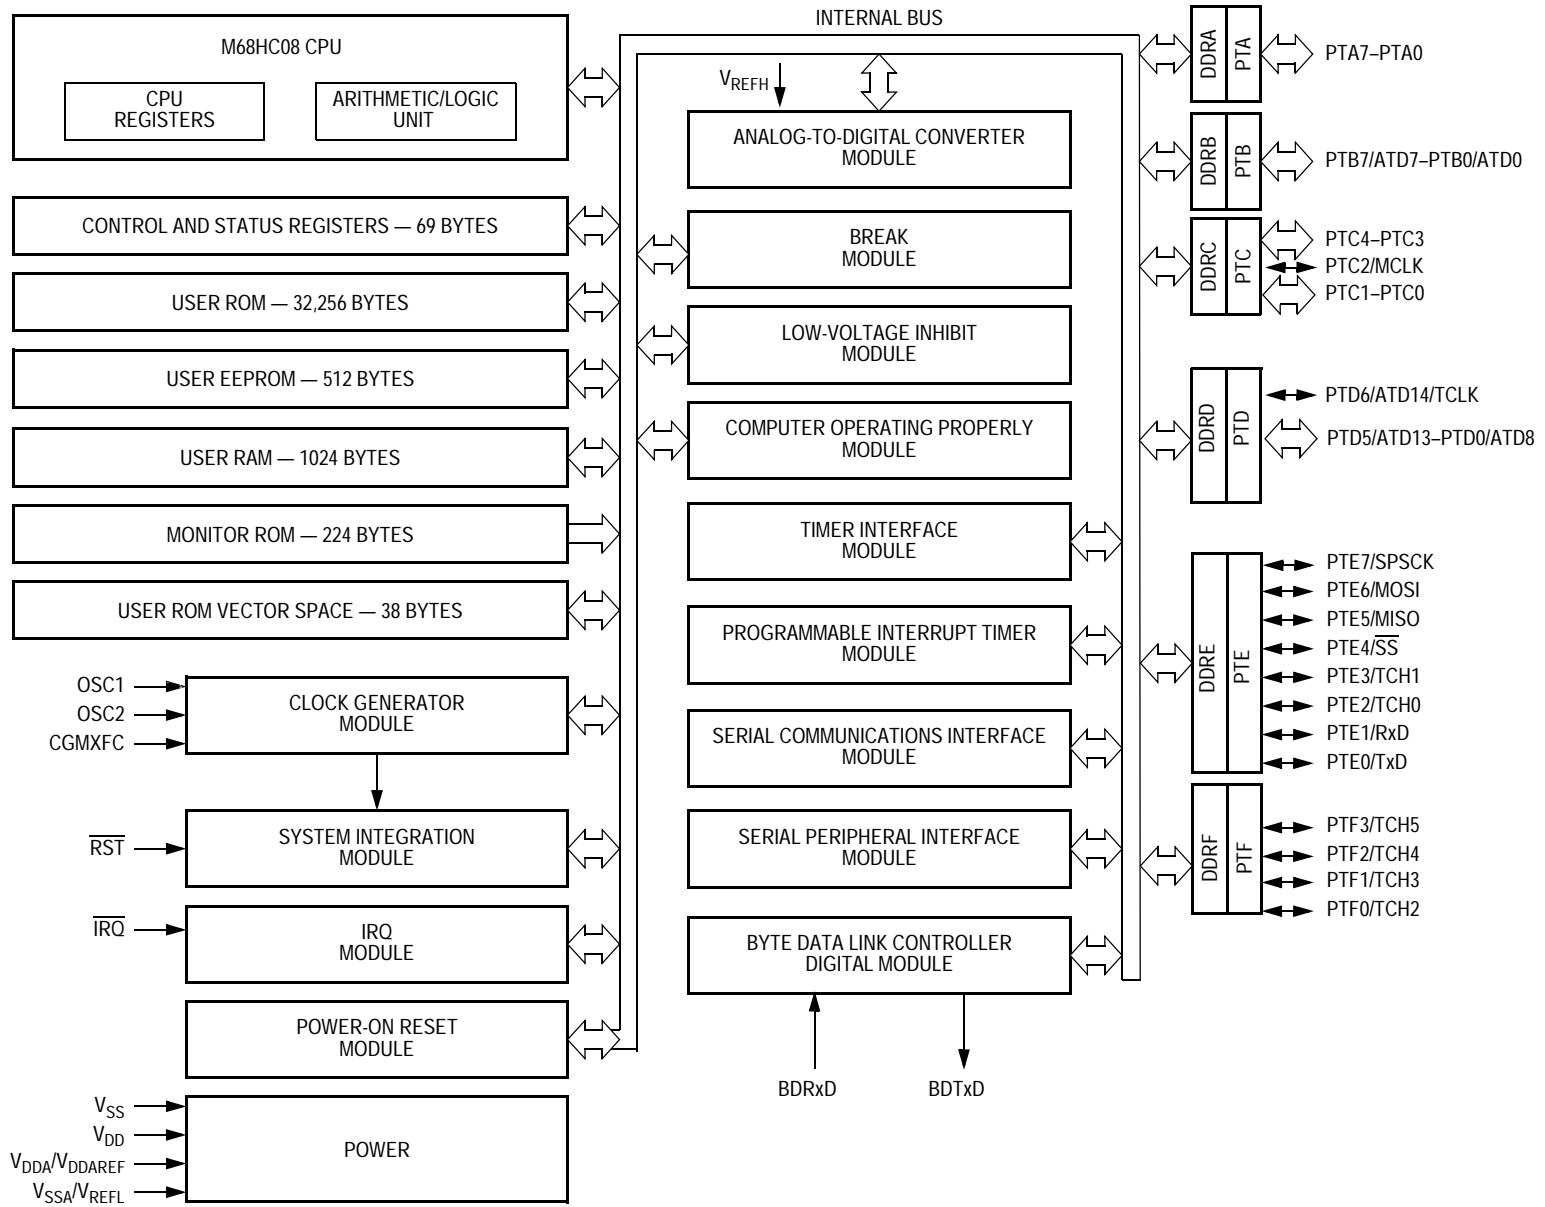 INTERNAL BUS
M68HC08 CPU
CPU
REGISTERS
ARITHMETIC/LOGIC
UNIT
CONTROL AND STATUS REGISTERS — 69 BYTES
USER ROM — 32,256 BYTES
USER EEPROM — 512 BYTES
USER RAM — 1024 BYTES
MONITOR ROM — 224 BYTES
USER ROM VECTOR SPACE — 38 BYTES
OSC1
OSC2
CGMXFC
CLOCK GENERATOR
MODULE
RST
SYSTEM INTEGRATION
MODULE
IRQ
IRQ
MODULE
POWER-ON RESET
MODULE
VSS
VDD
VDDA/VDDAREF
VSSA/VREFL
POWER
VREFH
ANALOG-TO-DIGITAL CONVERTER
MODULE
BREAK
MODULE
LOW-VOLTAGE INHIBIT
MODULE
COMPUTER OPERATING PROPERLY
MODULE
TIMER INTERFACE
MODULE
PROGRAMMABLE INTERRUPT TIMER
MODULE
SERIAL COMMUNICATIONS INTERFACE
MODULE
SERIAL PERIPHERAL INTERFACE
MODULE
BYTE DATA LINK CONTROLLER
DIGITAL MODULE
BDRxD
BDTxD
DDRA
PTA
PTA7–PTA0
DDRB
PTB
PTB7/ATD7–PTB0/ATD0
DDRC
PTC
PTC4–PTC3
PTC2/MCLK
PTC1–PTC0
DDRD
PTD
PTD6/ATD14/TCLK
PTD5/ATD13–PTD0/ATD8
DDRE
PTE
PTE7/SPSCK
PTE6/MOSI
PTE5/MISO
PTE4/SS
PTE3/TCH1
PTE2/TCH0
PTE1/RxD
PTE0/TxD
DDRF
PTF
PTF3/TCH5
PTF2/TCH4
PTF1/TCH3
PTF0/TCH2